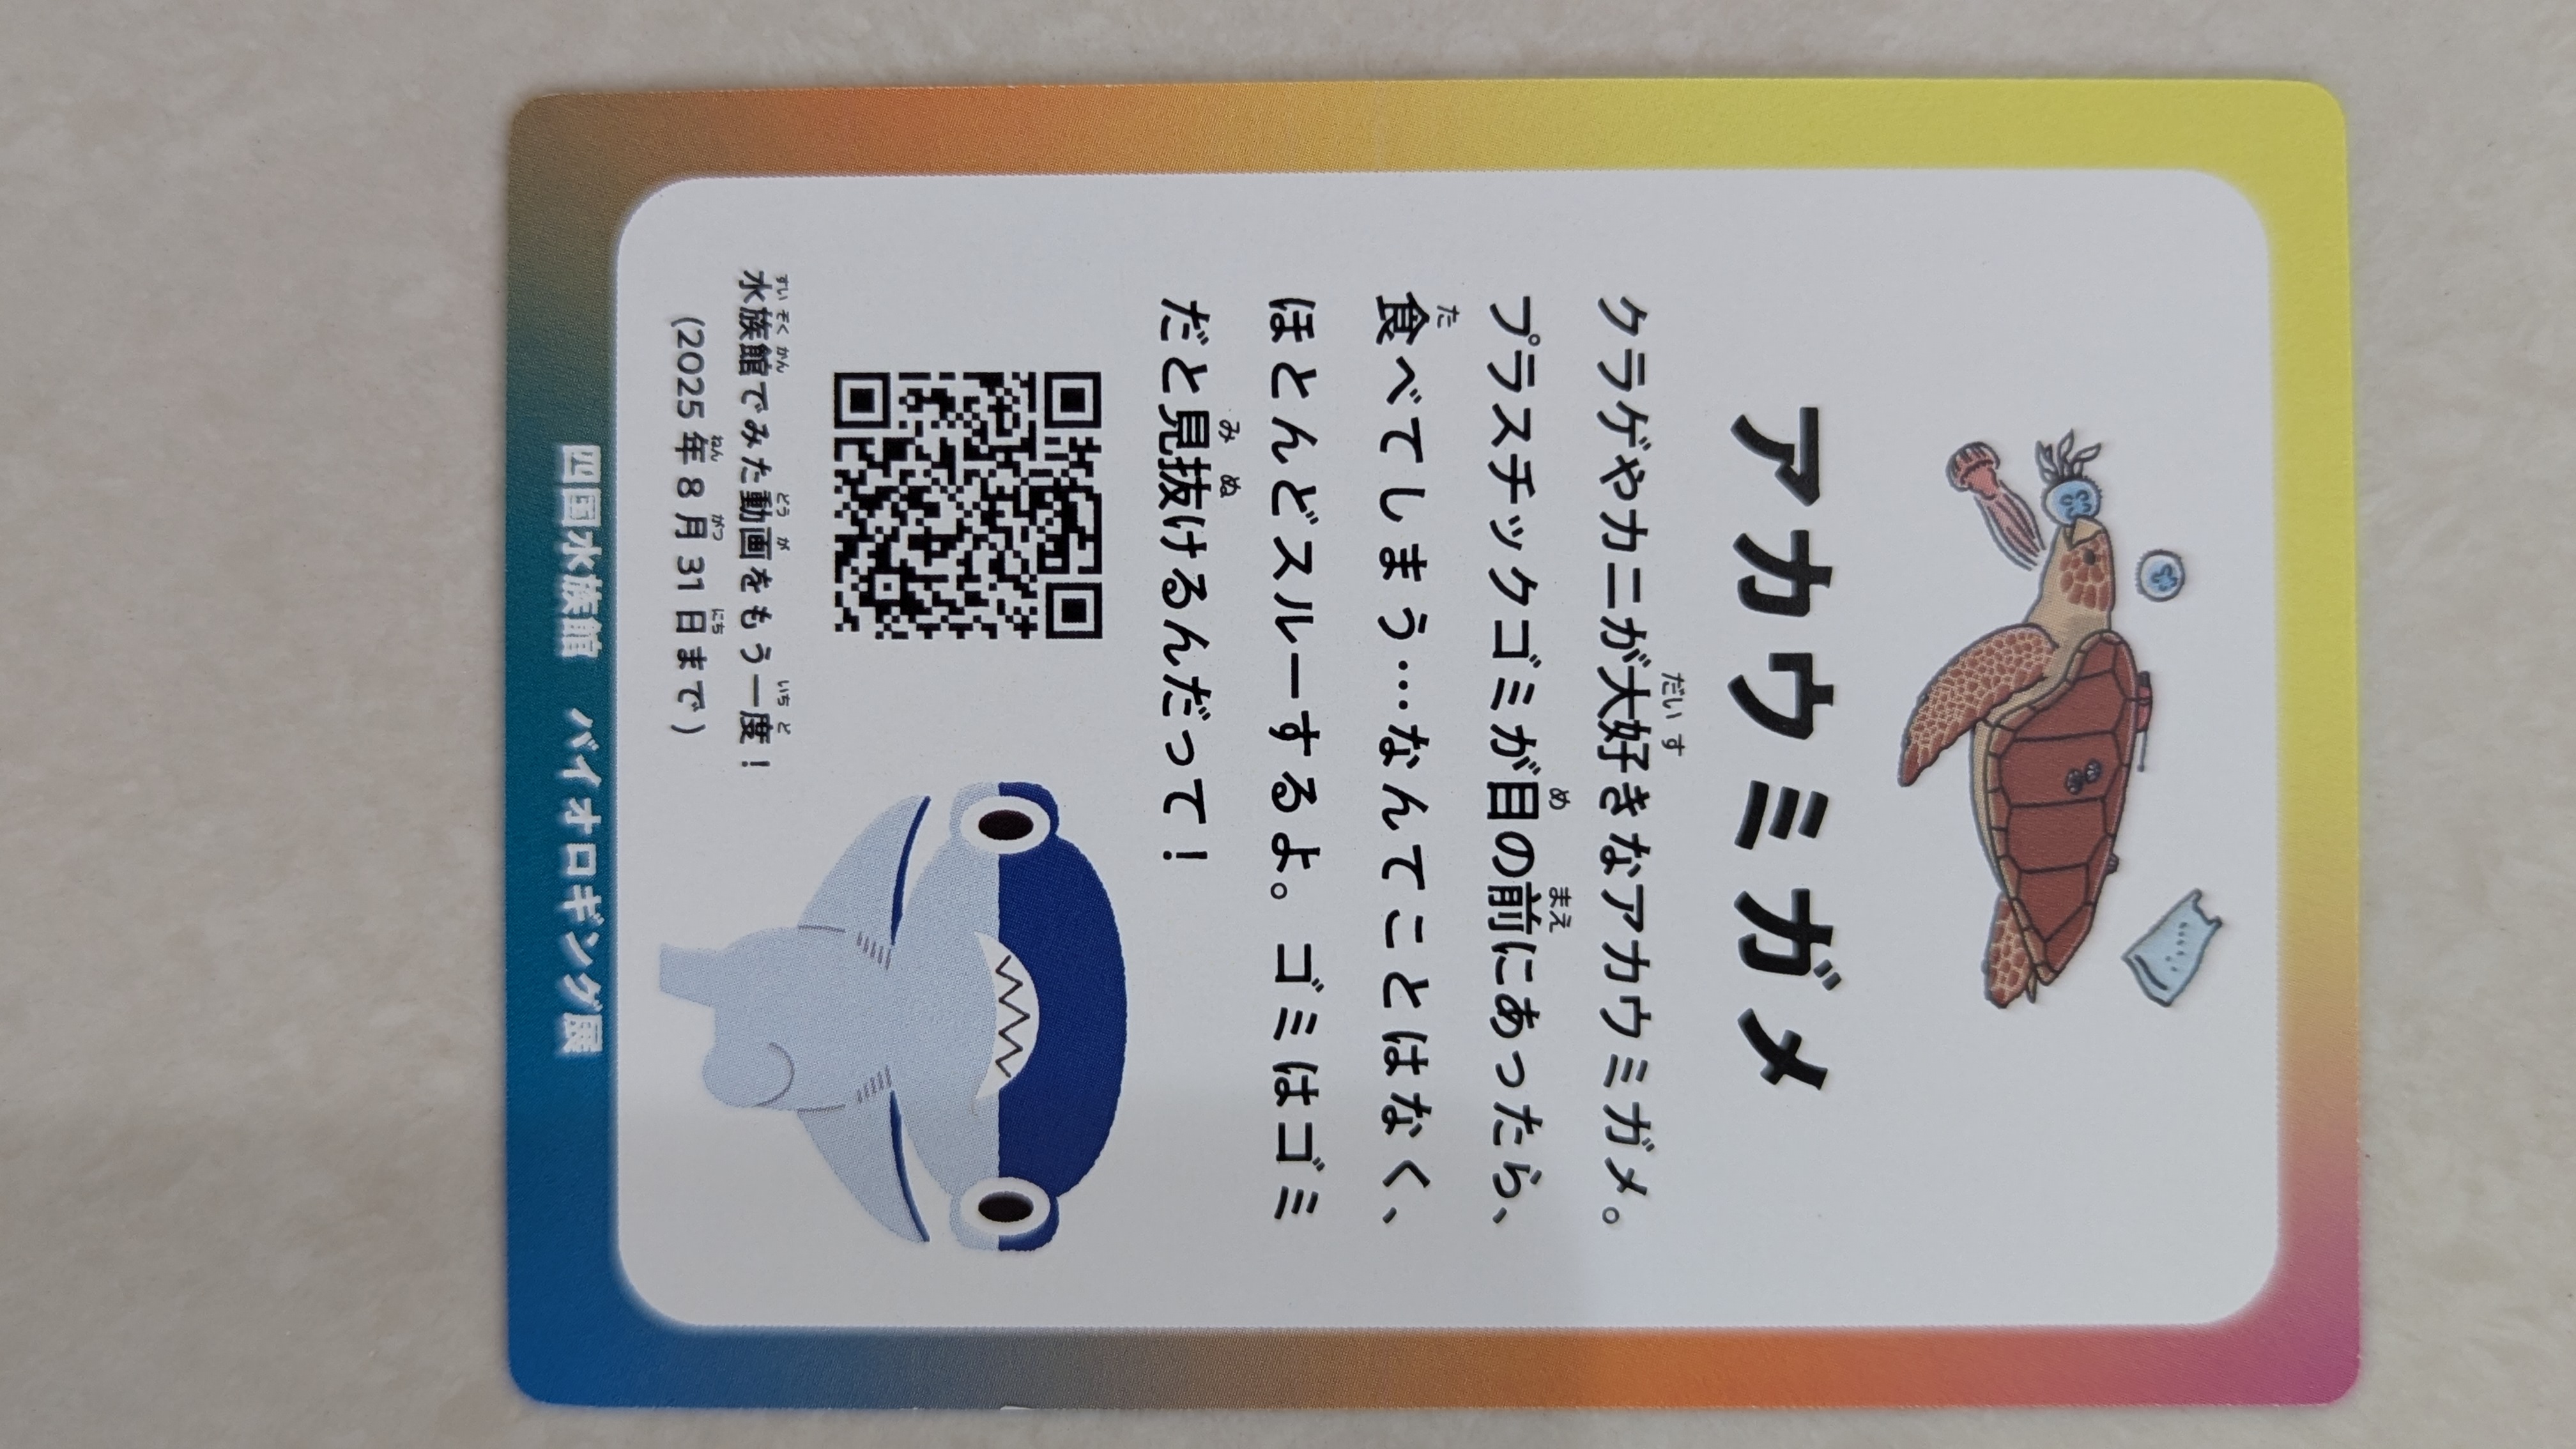 アカウミガメ
クラゲやカニが大好きなアカウミガメ。
プラスチックゴミが目の前にあったら、
食べてしまう…なんてことはなく、
ほとんどスルーするよ。ゴミはゴミ
だと見抜けるんだって！
水族館でみた動画をもう一度！
(2025年8月31日まで)
四国水族館　バイオロギング展